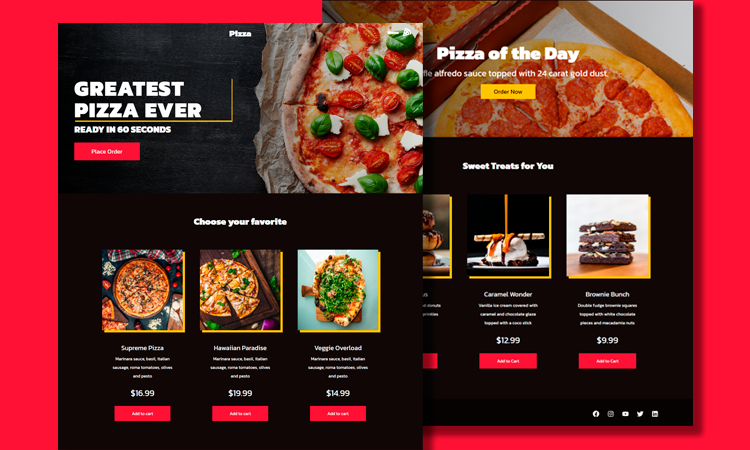 Pizza
GREATEST
PIZZA EVER
READY IN 60 SECONDS
Place Order
Choose your favorite
Supreme Pizza
Marinara sauce, basil, italian
sausage, roma tomatoes, olives
and pesto
$16.99
Add to cart
Hawaiian Paradise
Marinara sauce, basil, italian
sausage, roma tomatoes, olives
and pesto
$19.99
Add to cart
Veggie Overload
Marinara sauce, basil, italian
sausage, roma tomatoes, olives
and pesto
$14.99
Add to cart
Pizza of the Day
alfredo sauce topped with 24 carat gold dust
Order Now
Sweet Treats for You
donuts
Cart
Caramel Wonder
Vanilla ice cream covered with
caramel and chocolate glaze
topped with a coco stick
$12.99
Add to Cart
Brownie Bunch
Double fudge brownie squares
topped with white chocolate
pieces and macadamia nuts
$9.99
Add to Cart